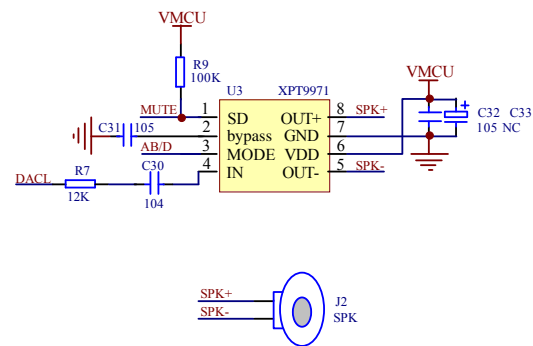 VMCU
R9
100K
U3 XPT9971
VMCU
MUTE 1 SD OUT+ 8 SPK+
C32 C33
105 NC
C31 105 2 bypass GND 7
AB/D 3 MODE VDD 6
C30 4 IN OUT- 5 SPK-
DACL R7
12K 104
SPK+ J2
SPK- SPK